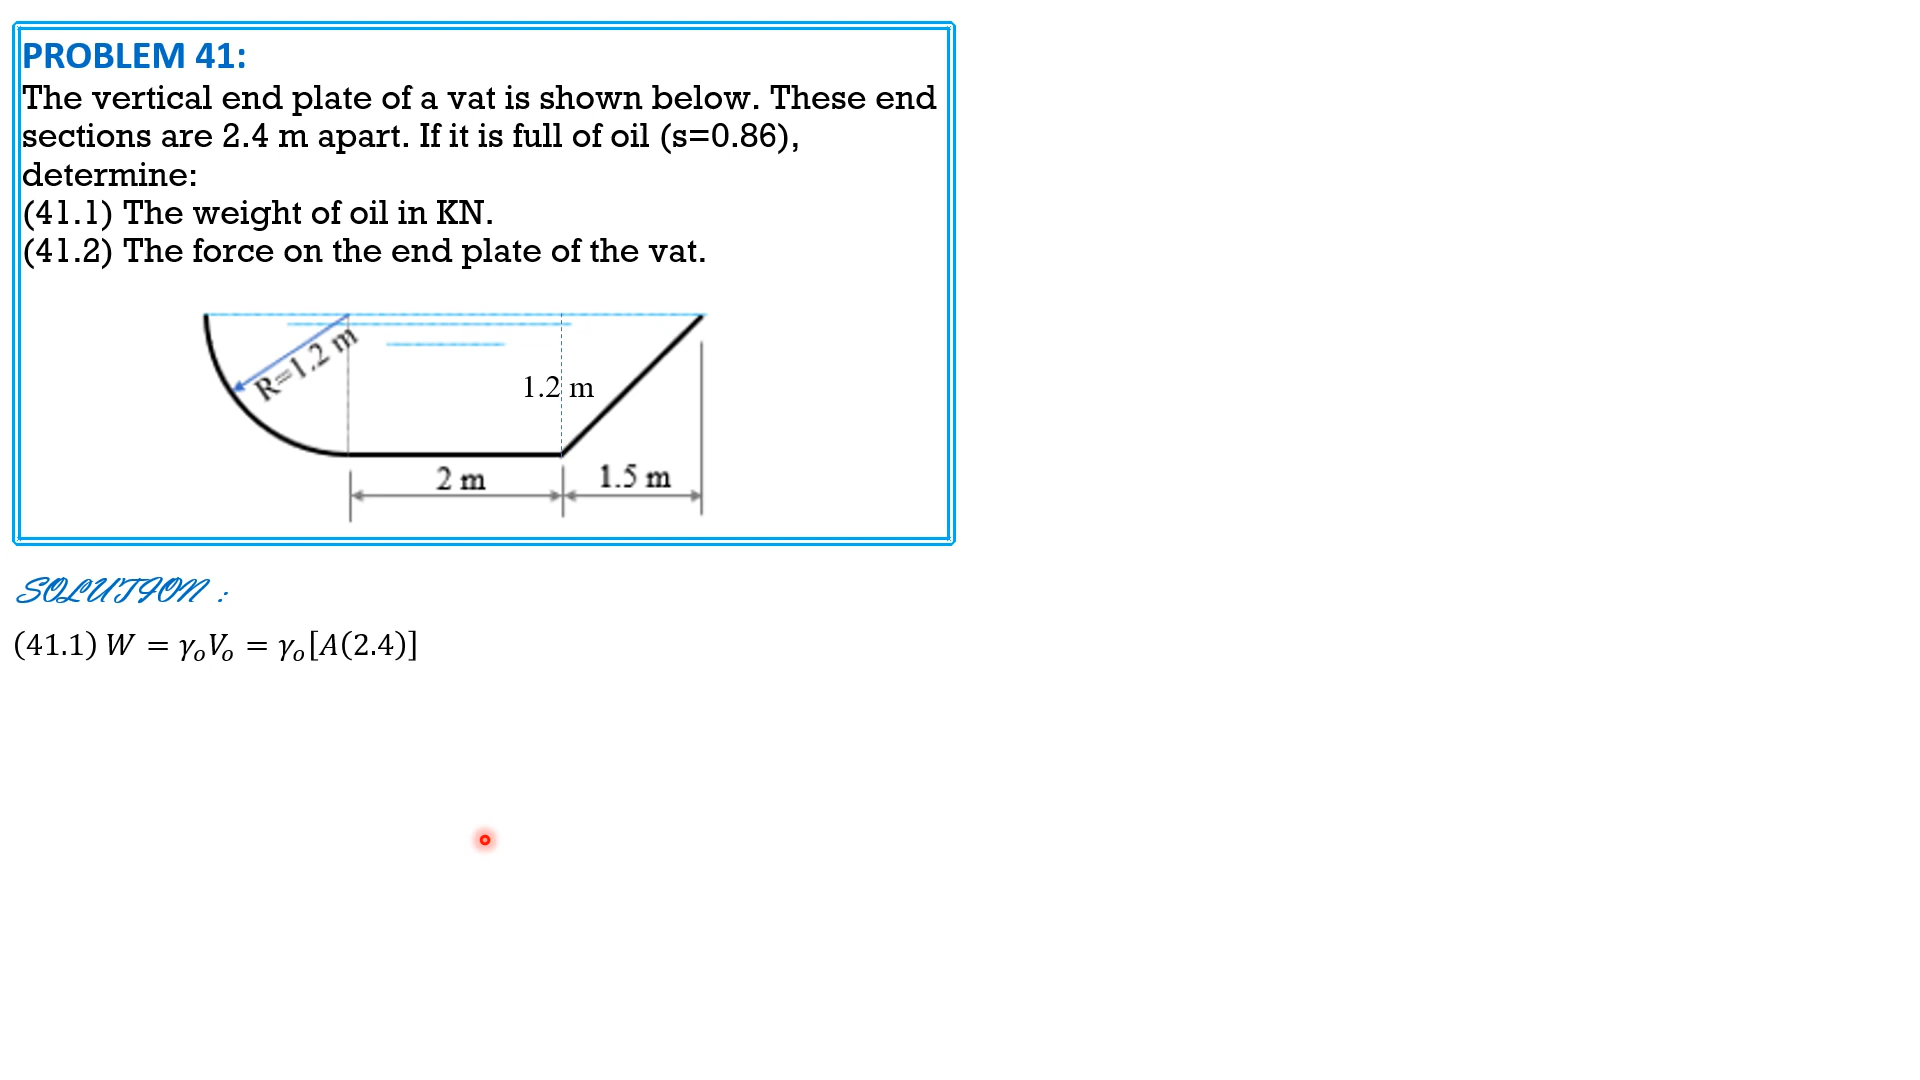 PROBLEM 41:
The vertical end plate of a vat is shown below. These end
sections are 2.4 m apart. If it is full of oil (s=0.86),
determine:
(41.1) The weight of oil in KN.
(41.2) The force on the end plate of the vat.
R=1.2 m
1.2 m
2 m
1.5 m
SOLUTION :
(41.1) W = γₒVₒ = γₒ[A(2.4)]